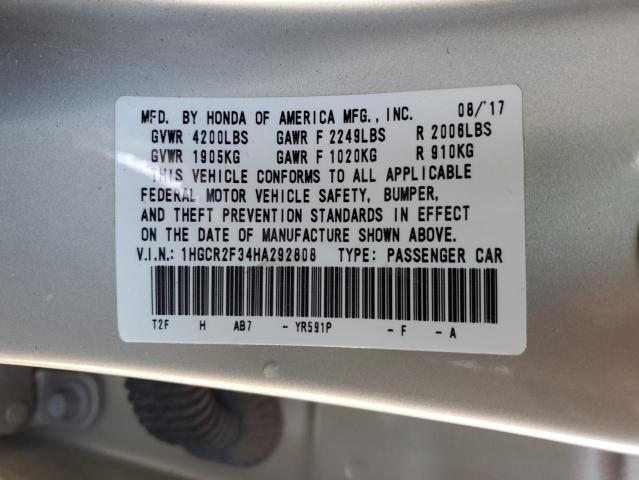 MFD. BY HONDA OF AMERICA MFG., INC. 08/'17
GVWR 4200LBS GAWR F 2249LBS R 2006LBS
GVWR 1905KG GAWR F 1020KG R 910KG
THIS VEHICLE CONFORMS TO ALL APPLICABLE
FEDERAL MOTOR VEHICLE SAFETY, BUMPER,
AND THEFT PREVENTION STANDARDS IN EFFECT
ON THE DATE OF MANUFACTURE SHOWN ABOVE.
V.I.N.: 1HGCR2F34HA292808 TYPE: PASSENGER CAR
T2F H AB7 - YR591P - F - A